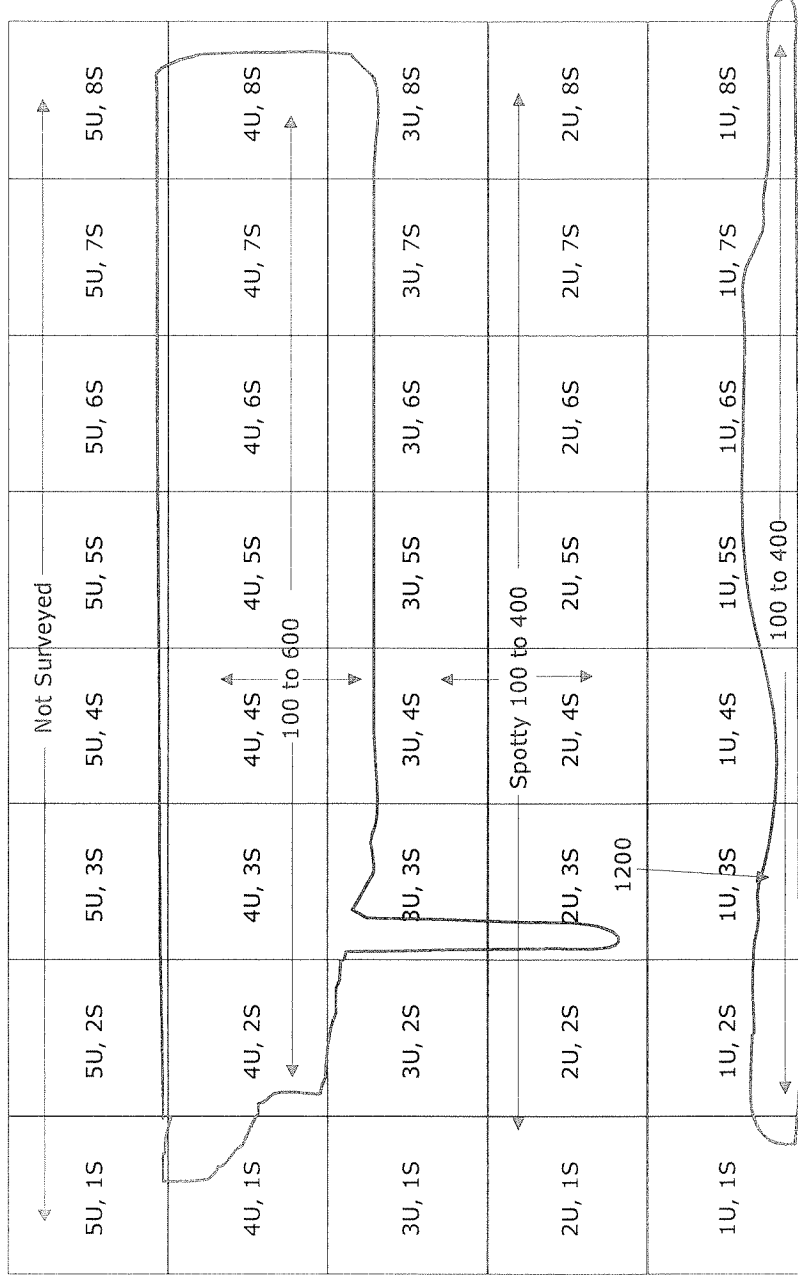 Not Surveyed
5U, 1S 5U, 2S 5U, 3S 5U, 4S 5U, 5S 5U, 6S 5U, 7S 5U, 8S
4U, 1S 4U, 2S 4U, 3S 4U, 4S 4U, 5S 4U, 6S 4U, 7S 4U, 8S
100 to 600
3U, 1S 3U, 2S 3U, 3S 3U, 4S 3U, 5S 3U, 6S 3U, 7S 3U, 8S
Spotty 100 to 400
2U, 1S 2U, 2S 2U, 3S 2U, 4S 2U, 5S 2U, 6S 2U, 7S 2U, 8S
1200
1U, 1S 1U, 2S 1U, 3S 1U, 4S 1U, 5S 1U, 6S 1U, 7S 1U, 8S
100 to 400